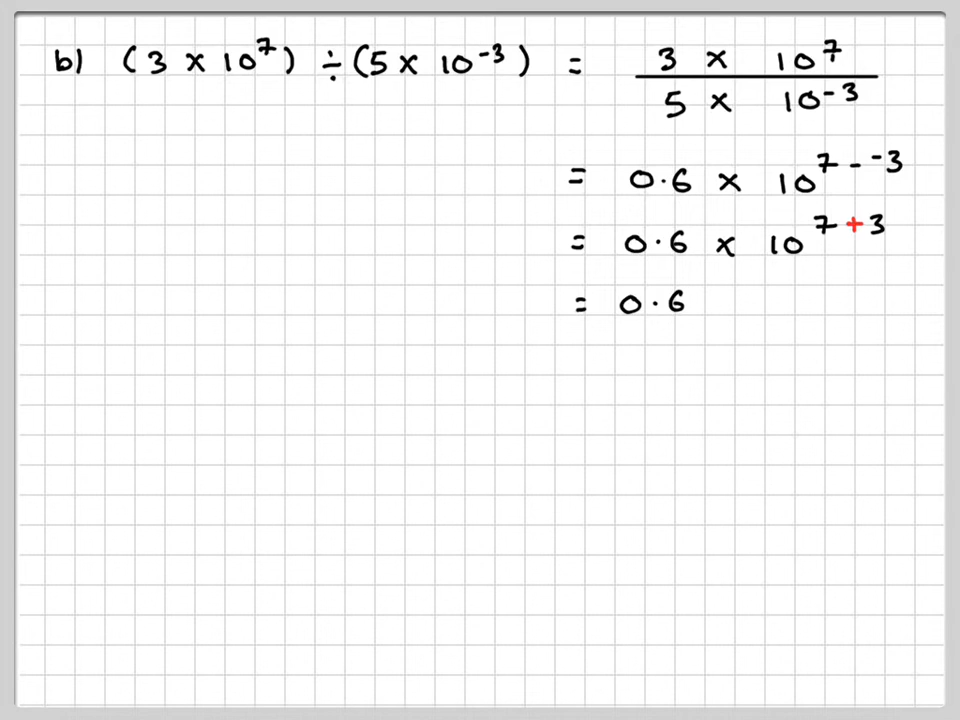 b) (3 x 10⁷) ÷ (5 x 10⁻³) = 3 x 10⁷
5 x 10⁻³
= 0.6 x 10⁷⁻⁻³
= 0.6 x 10⁷⁺³
= 0.6